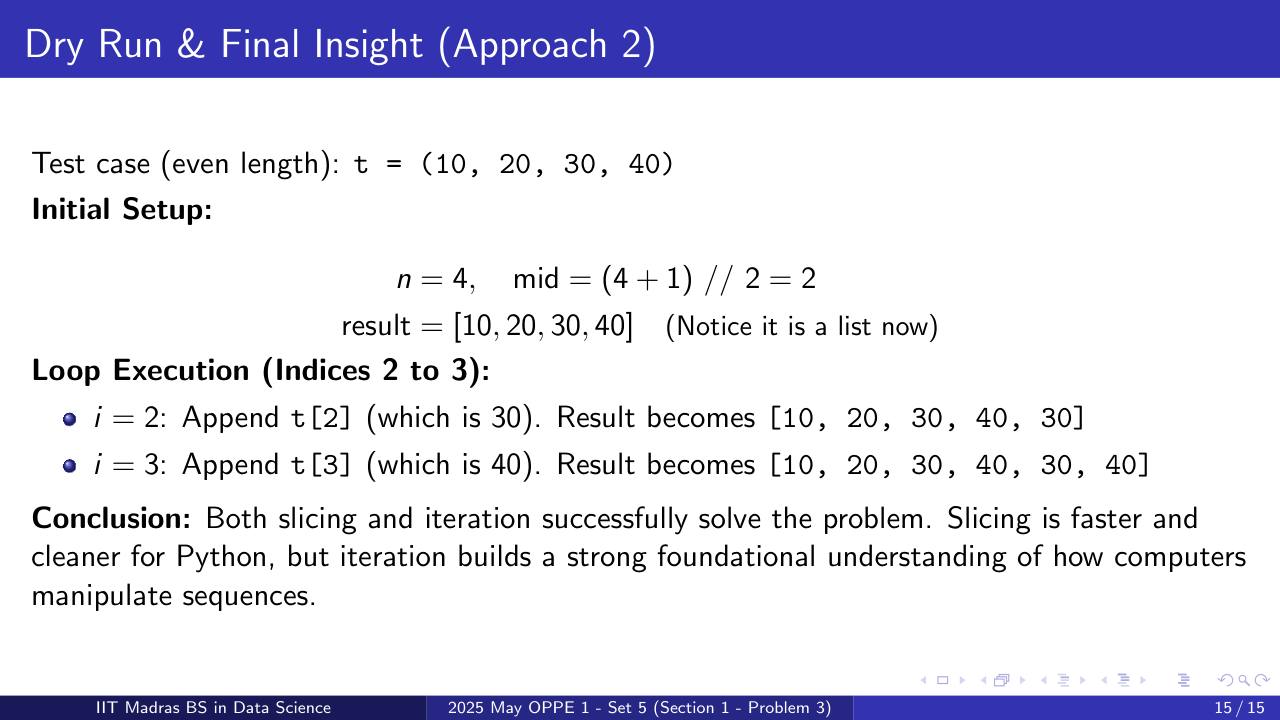 Dry Run & Final Insight (Approach 2)
Test case (even length): t = (10, 20, 30, 40)
Initial Setup:
n = 4, mid = (4 + 1) // 2 = 2
result = [10, 20, 30, 40] (Notice it is a list now)
Loop Execution (Indices 2 to 3):
i = 2: Append t[2] (which is 30). Result becomes [10, 20, 30, 40, 30]
i = 3: Append t[3] (which is 40). Result becomes [10, 20, 30, 40, 30, 40]
Conclusion: Both slicing and iteration successfully solve the problem. Slicing is faster and
cleaner for Python, but iteration builds a strong foundational understanding of how computers
manipulate sequences.
IIT Madras BS in Data Science 2025 May OPPE 1 - Set 5 (Section 1 - Problem 3) 15 / 15